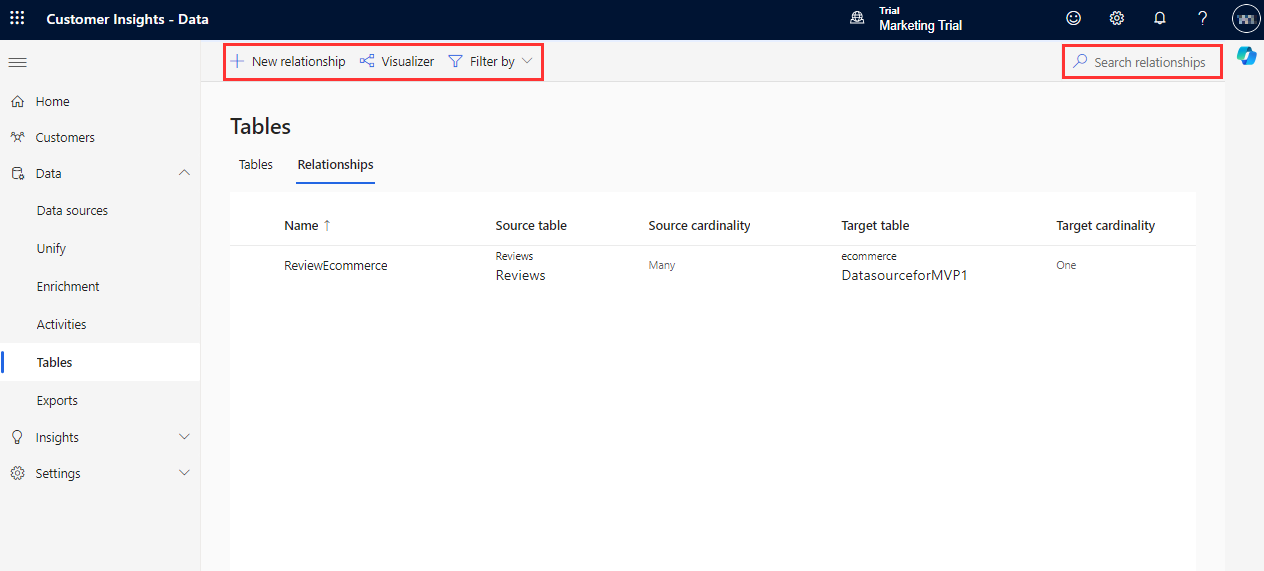 Customer Insights - Data
Trial
Marketing Trial
New relationship Visualizer Filter by
Search relationships
Home
Customers
Data
Data sources
Unify
Enrichment
Activities
Tables
Exports
Insights
Settings
Tables
Tables Relationships
Name ↑ Source table Source cardinality Target table Target cardinality
ReviewEcommerce Reviews Many ecommerce One
Reviews DatasourceforMVP1